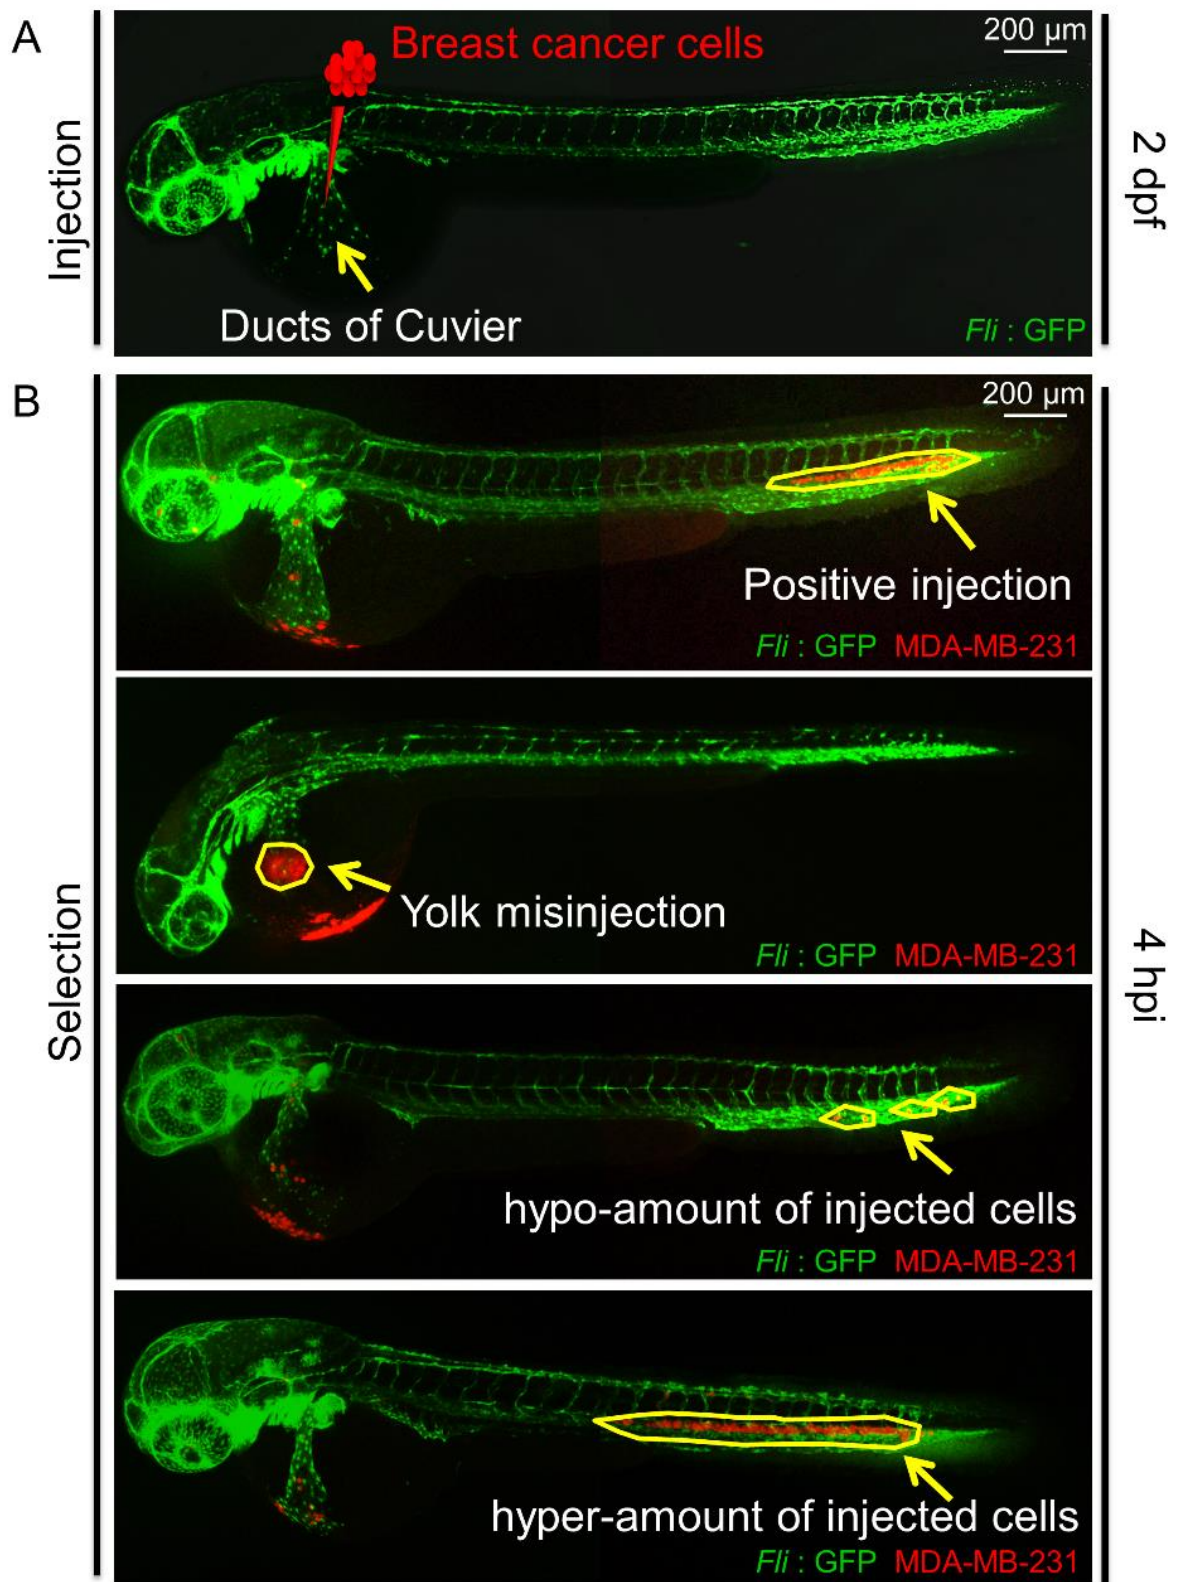 A
Breast cancer cells
200 µm
Injection
2 dpf
Ducts of Cuvier
Fli : GFP
B
200 µm
Positive injection
Fli : GFP MDA-MB-231
Yolk misinjection
Fli : GFP MDA-MB-231
Selection
4 hpi
hypo-amount of injected cells
Fli : GFP MDA-MB-231
hyper-amount of injected cells
Fli : GFP MDA-MB-231